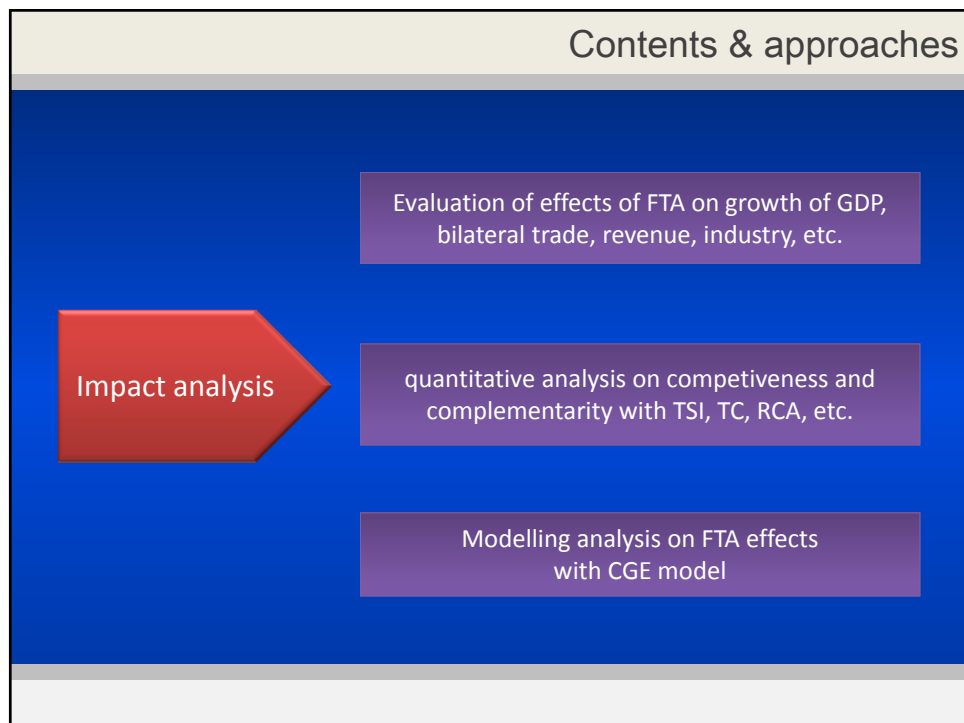 Contents & approaches
Evaluation of effects of FTA on growth of GDP,
bilateral trade, revenue, industry, etc.
Impact analysis
quantitative analysis on competiveness and
complementarity with TSI, TC, RCA, etc.
Modelling analysis on FTA effects
with CGE model